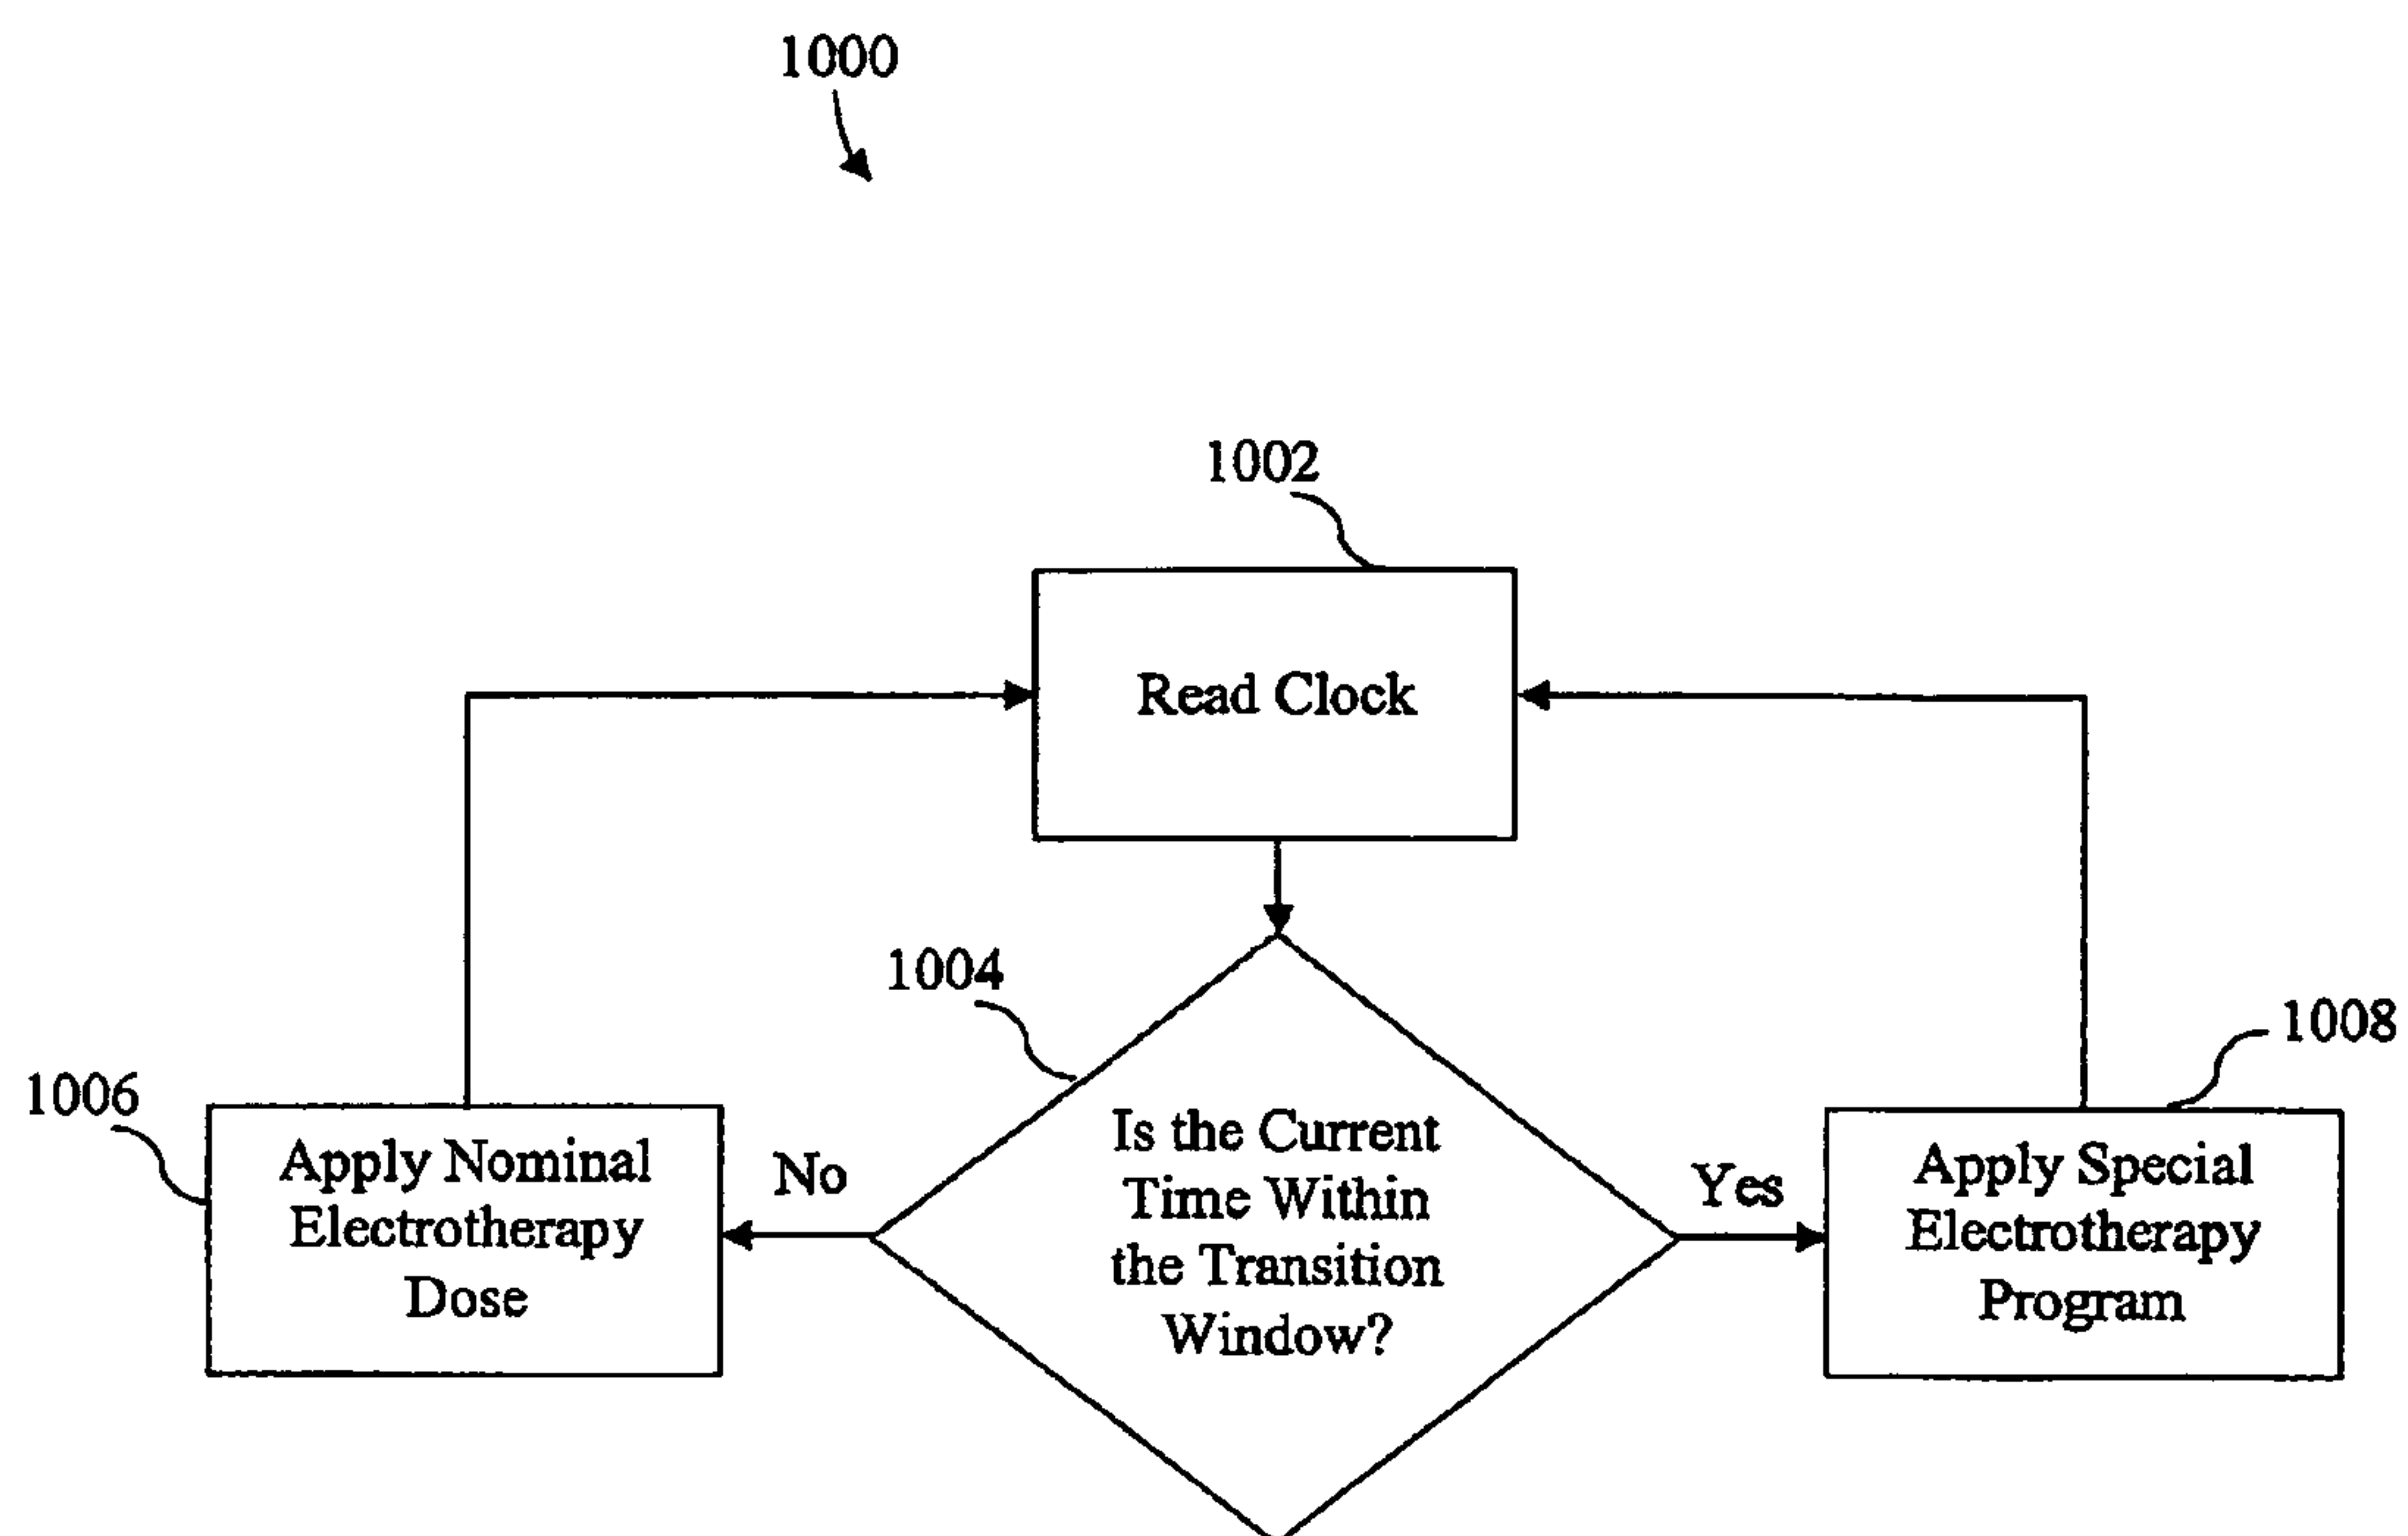 1000
1002
Read Clock
1004
1008
1006
Is the Current
Time Within
the Transition
Window?
No
Yes
Apply Nominal
Electrotherapy
Dose
Apply Special
Electrotherapy
Program